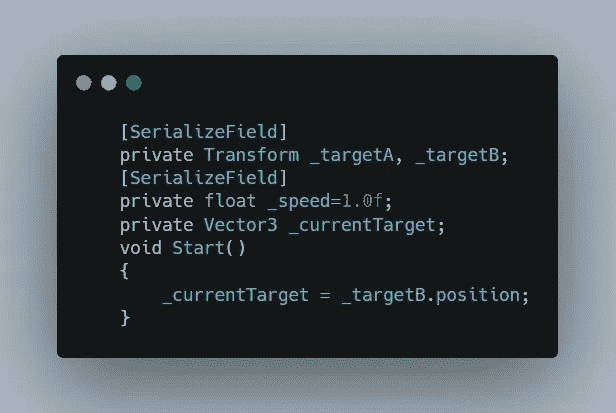 [SerializeField]
private Transform _targetA, _targetB;
[SerializeField]
private float _speed=1.0f;
private Vector3 _currentTarget;
void Start()
{
    _currentTarget = _targetB.position;
}